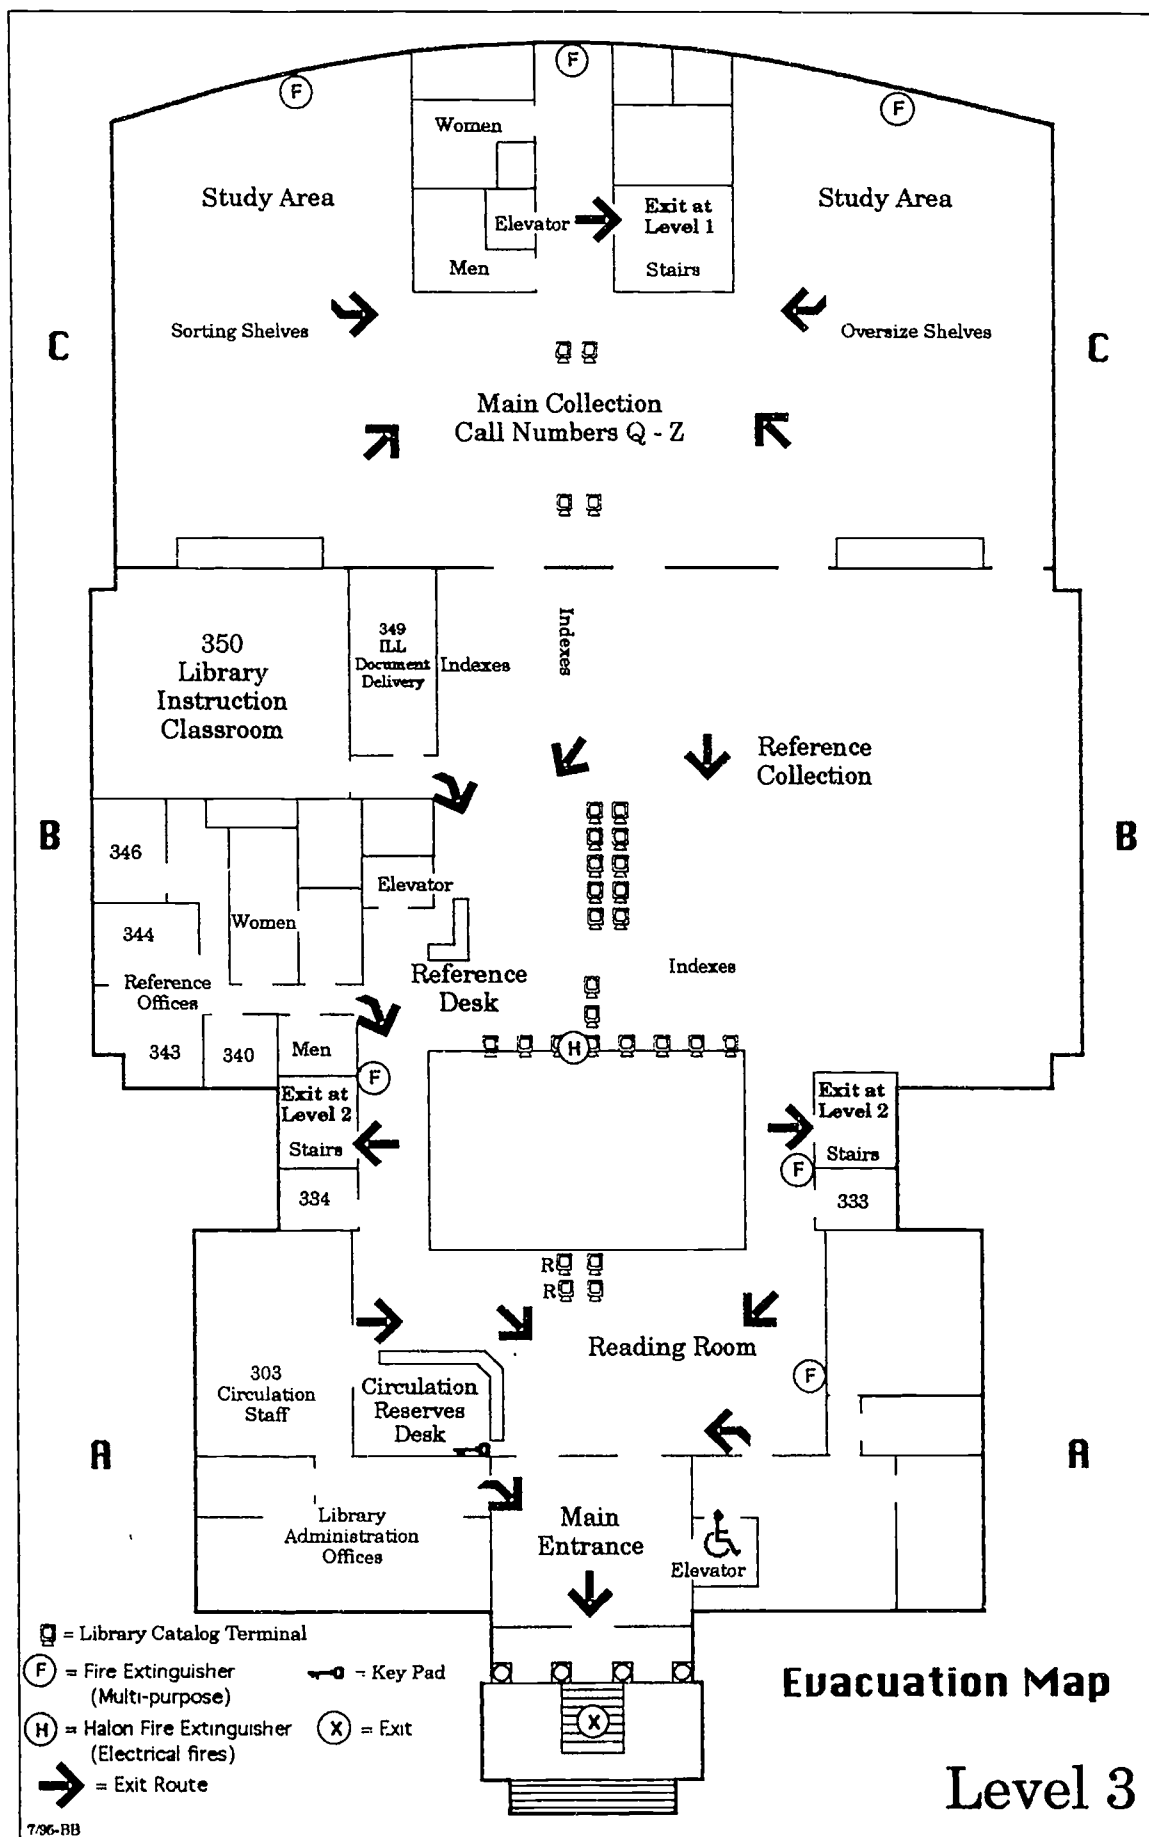 F
F
F
Women
Study Area
Elevator
Exit at
Level 1
Study Area
Men
Stairs
Sorting Shelves
Oversize Shelves
C
C
Main Collection
Call Numbers Q - Z
350
Library
Instruction
Classroom
349
ILL
Document
Delivery
Indexes
Indexes
Reference
Collection
B
B
346
Elevator
344
Women
Reference
Offices
Reference
Desk
Indexes
343
340
Men
H
F
Exit at
Level 2
Stairs
Exit at
Level 2
Stairs
F
334
333
R
R
Reading Room
F
303
Circulation
Staff
Circulation
Reserves
Desk
A
A
Library
Administration
Offices
Main
Entrance
Elevator
= Library Catalog Terminal
F = Fire Extinguisher
(Multi-purpose)
= Key Pad
H = Halon Fire Extinguisher
(Electrical fires)
X = Exit
= Exit Route
X
Evacuation Map
Level 3
7/96-BB